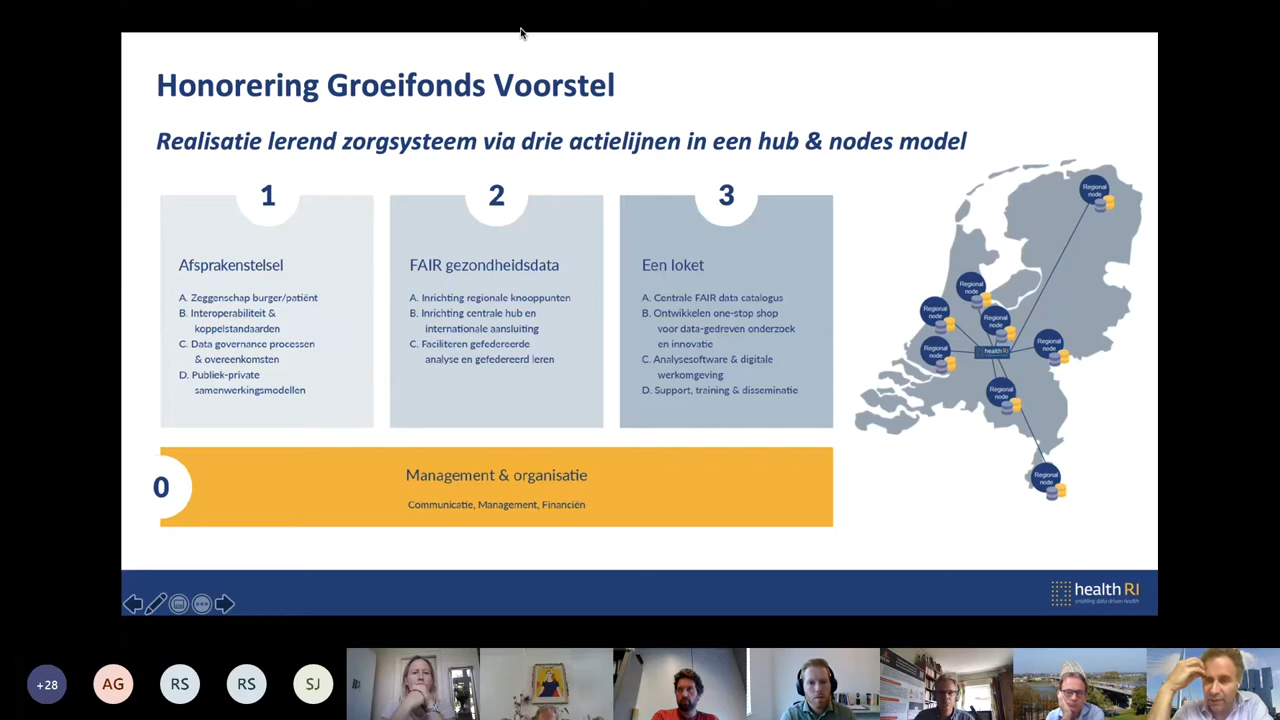 Honorering Groeifonds Voorstel
Realisatie lerend zorgsysteem via drie actielijnen in een hub & nodes model
1
Afsprakenstelsel
A. Zeggenschap burger/patiënt
B. Interoperabiliteit &
koppelstandaarden
C. Data governance processen
& overeenkomsten
D. Publiek-private
samenwerkingsmodellen
2
FAIR gezondheidsdata
A. Inrichting regionale knooppunten
B. Inrichting centrale hub en
internationale aansluiting
C. Faciliteren gefedereerde
analyse en gefedereerd leren
3
Een loket
A. Centrale FAIR data catalogus
B. Ontwikkelen one-stop shop
voor data-gedreven onderzoek
en innovatie
C. Analysesoftware & digitale
werkomgeving
D. Support, training & disseminatie
Regional
node
Regional
node
Regional
node
Regional
node
Regional
node
Regional
node
health RI
Regional
node
Regional
node
0
Management & organisatie
Communicatie, Management, Financiën
health RI
enabling data driven health
+28
AG
RS
RS
SJ